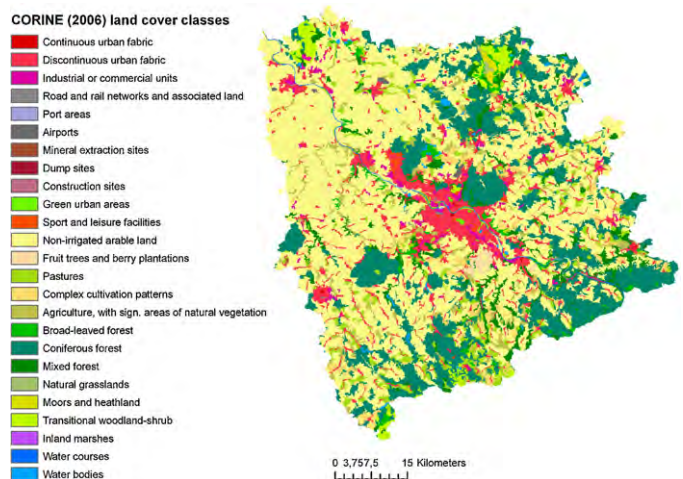 CORINE (2006) land cover classes
Continuous urban fabric
Discontinuous urban fabric
Industrial or commercial units
Road and rail networks and associated land
Port areas
Airports
Mineral extraction sites
Dump sites
Construction sites
Green urban areas
Sport and leisure facilities
Non-irrigated arable land
Fruit trees and berry plantations
Pastures
Complex cultivation patterns
Agriculture, with sign. areas of natural vegetation
Broad-leaved forest
Coniferous forest
Mixed forest
Natural grasslands
Moors and heathland
Transitional woodland-shrub
Inland marshes
Water courses
Water bodies
0 3,757,5 15 Kilometers